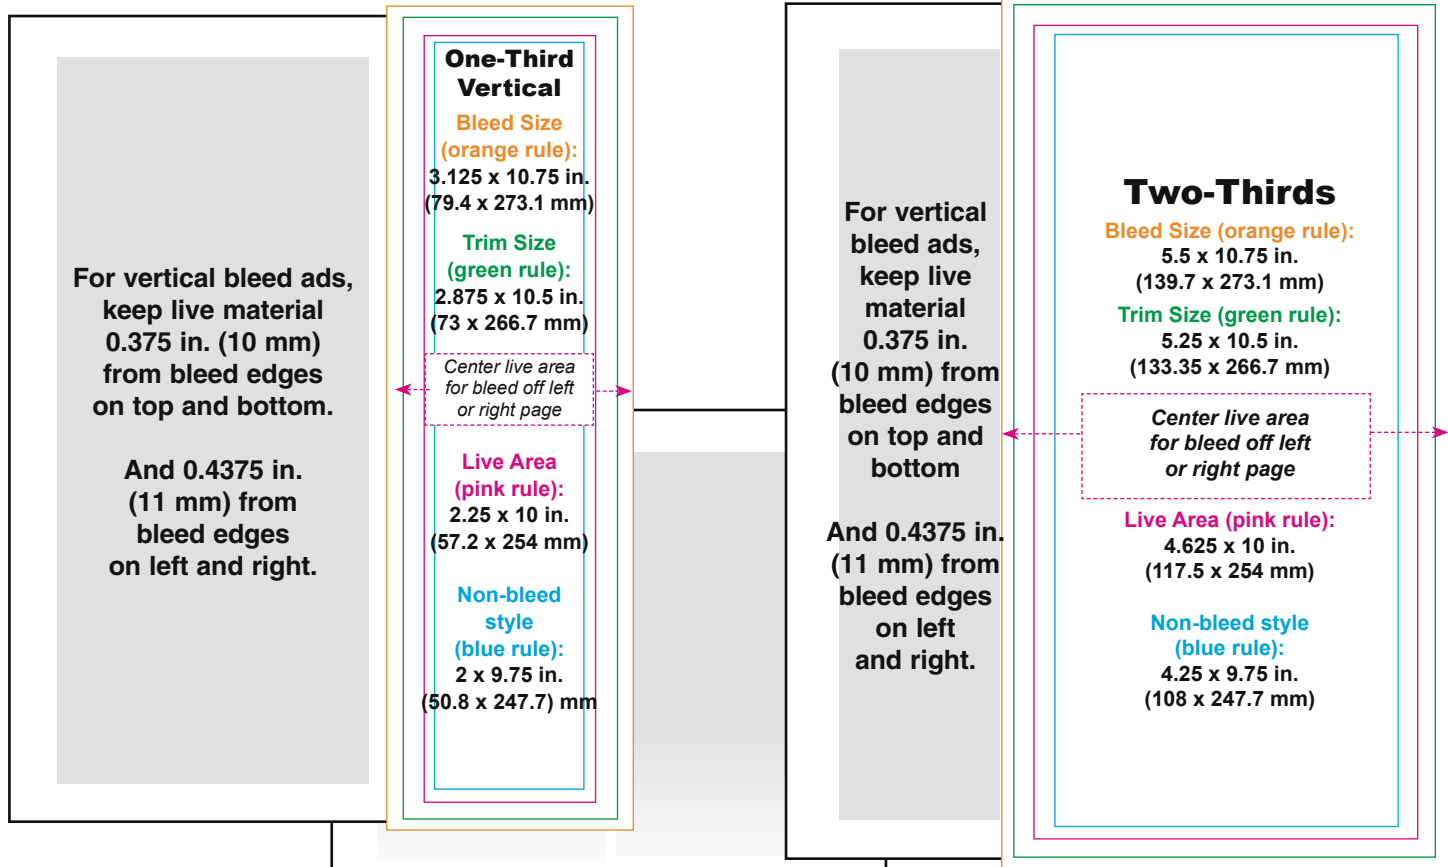 For vertical bleed ads,
keep live material
0.375 in. (10 mm)
from bleed edges
on top and bottom.
And 0.4375 in.
(11 mm) from
bleed edges
on left and right.
One-Third
Vertical
Bleed Size
(orange rule):
3.125 x 10.75 in.
(79.4 x 273.1 mm)
Trim Size
(green rule):
2.875 x 10.5 in.
(73 x 266.7 mm)
Center live area
for bleed off left
or right page
Live Area
(pink rule):
2.25 x 10 in.
(57.2 x 254 mm)
Non-bleed
style
(blue rule):
2 x 9.75 in.
(50.8 x 247.7) mm
For vertical
bleed ads,
keep live
material
0.375 in.
(10 mm) from
bleed edges
on top and
bottom
And 0.4375 in.
(11 mm) from
bleed edges
on left
and right.
Two-Thirds
Bleed Size (orange rule):
5.5 x 10.75 in.
(139.7 x 273.1 mm)
Trim Size (green rule):
5.25 x 10.5 in.
(133.35 x 266.7 mm)
Center live area
for bleed off left
or right page
Live Area (pink rule):
4.625 x 10 in.
(117.5 x 254 mm)
Non-bleed style
(blue rule):
4.25 x 9.75 in.
(108 x 247.7 mm)